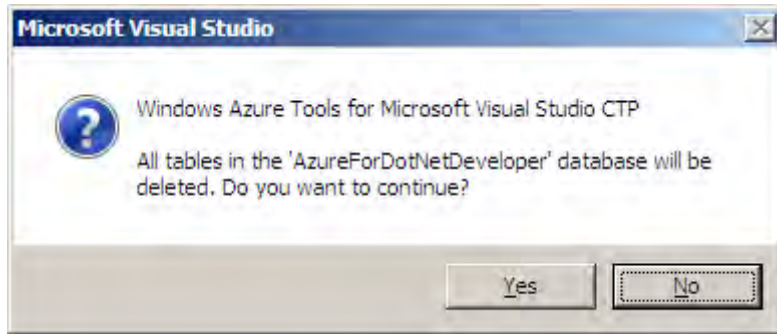 Microsoft Visual Studio
Windows Azure Tools for Microsoft Visual Studio CTP
All tables in the 'AzureForDotNetDeveloper' database will be
deleted. Do you want to continue?
Yes No